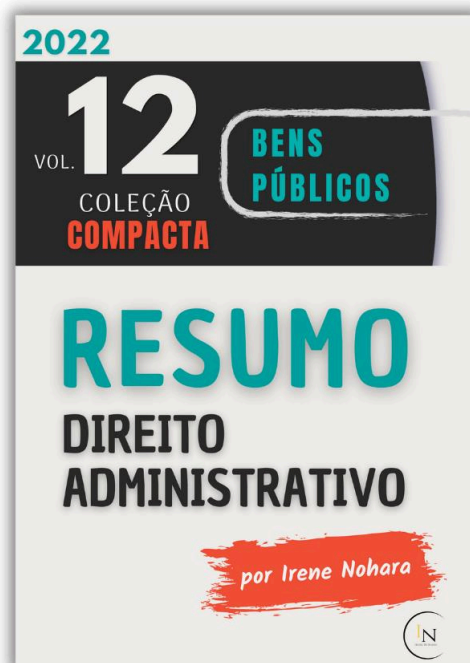 2022
VOL. 12
COLEÇÃO
COMPACTA
BENS
PÚBLICOS
RESUMO
DIREITO
ADMINISTRATIVO
por Irene Nohara
IN